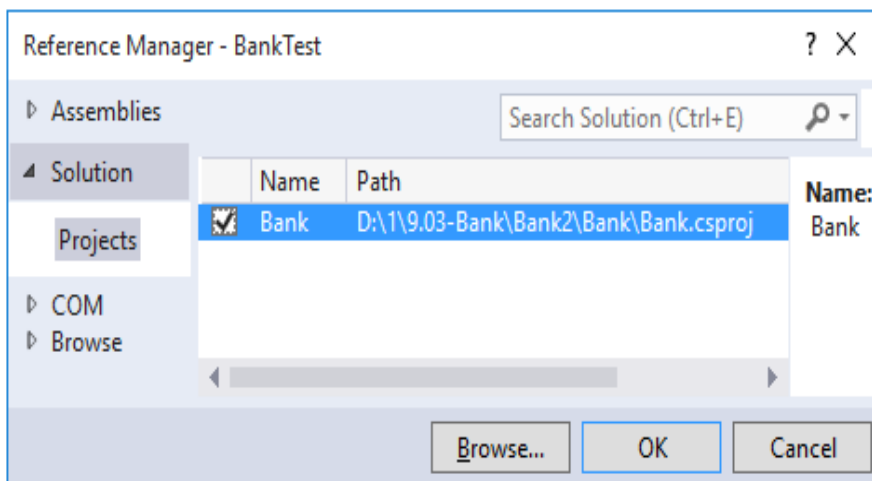 Reference Manager - BankTest
? X
Assemblies
Search Solution (Ctrl+E)
Solution
Projects
COM
Browse
Name Path
Bank D:\1\9.03-Bank\Bank2\Bank\Bank.csproj
Name:
Bank
Browse... OK Cancel